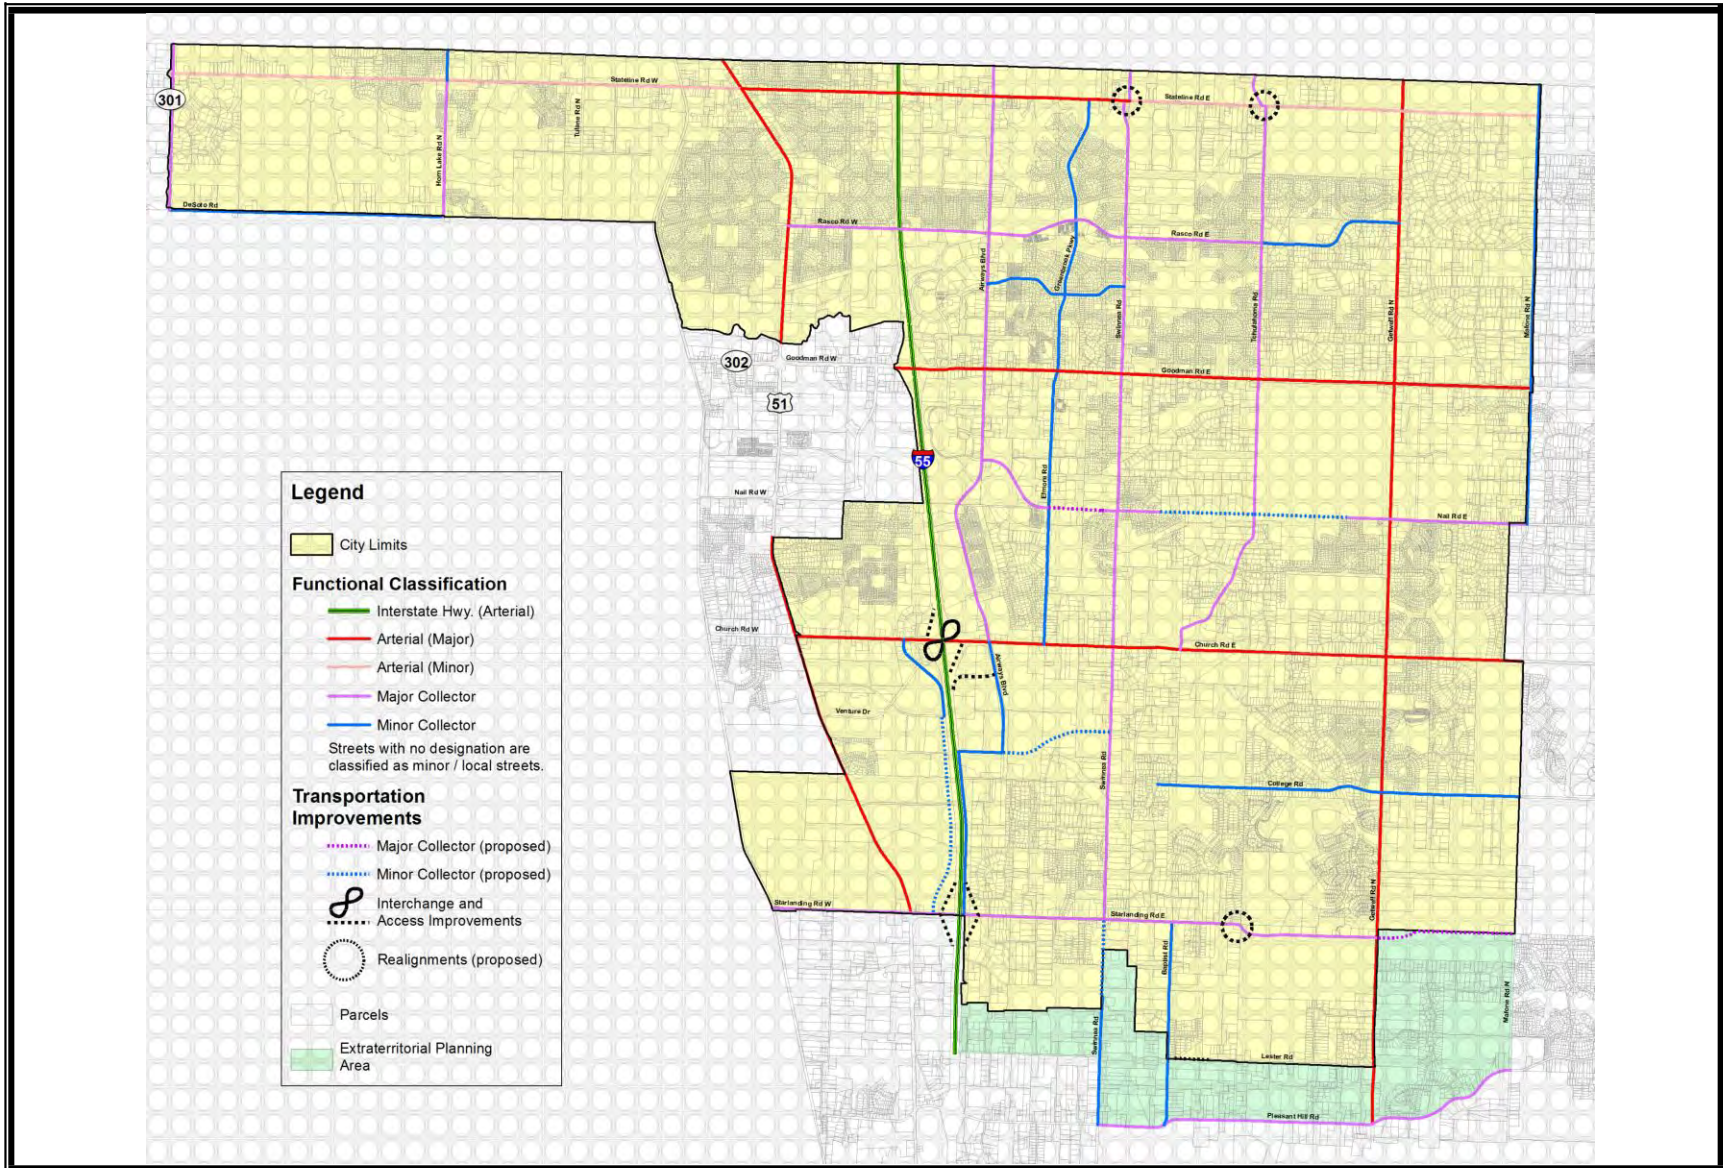 Stateline Rd W
Stateline Rd E
301
Tulane Rd N
Horn Lake Rd N
DeSoto Rd
Rasco Rd W
Rasco Rd E
Greenbrook Pkwy
Airways Blvd
Swinnea Rd
Tchulahoma Rd
Getwell Rd N
Malone Rd N
302
Goodman Rd W
Goodman Rd E
51
55
Elmore Rd
Nail Rd W
Nail Rd E
Church Rd W
Church Rd E
Airways Blvd
Venture Dr
Swinnea Rd
College Rd
Getwell Rd N
Starlanding Rd W
Starlanding Rd E
Baptist Rd
Malone Rd N
Swinnea Rd
Lester Rd
Pleasant Hill Rd
Legend
City Limits
Functional Classification
Interstate Hwy. (Arterial)
Arterial (Major)
Arterial (Minor)
Major Collector
Minor Collector
Streets with no designation are
classified as minor / local streets.
Transportation
Improvements
Major Collector (proposed)
Minor Collector (proposed)
Interchange and
Access Improvements
Realignments (proposed)
Parcels
Extraterritorial Planning
Area